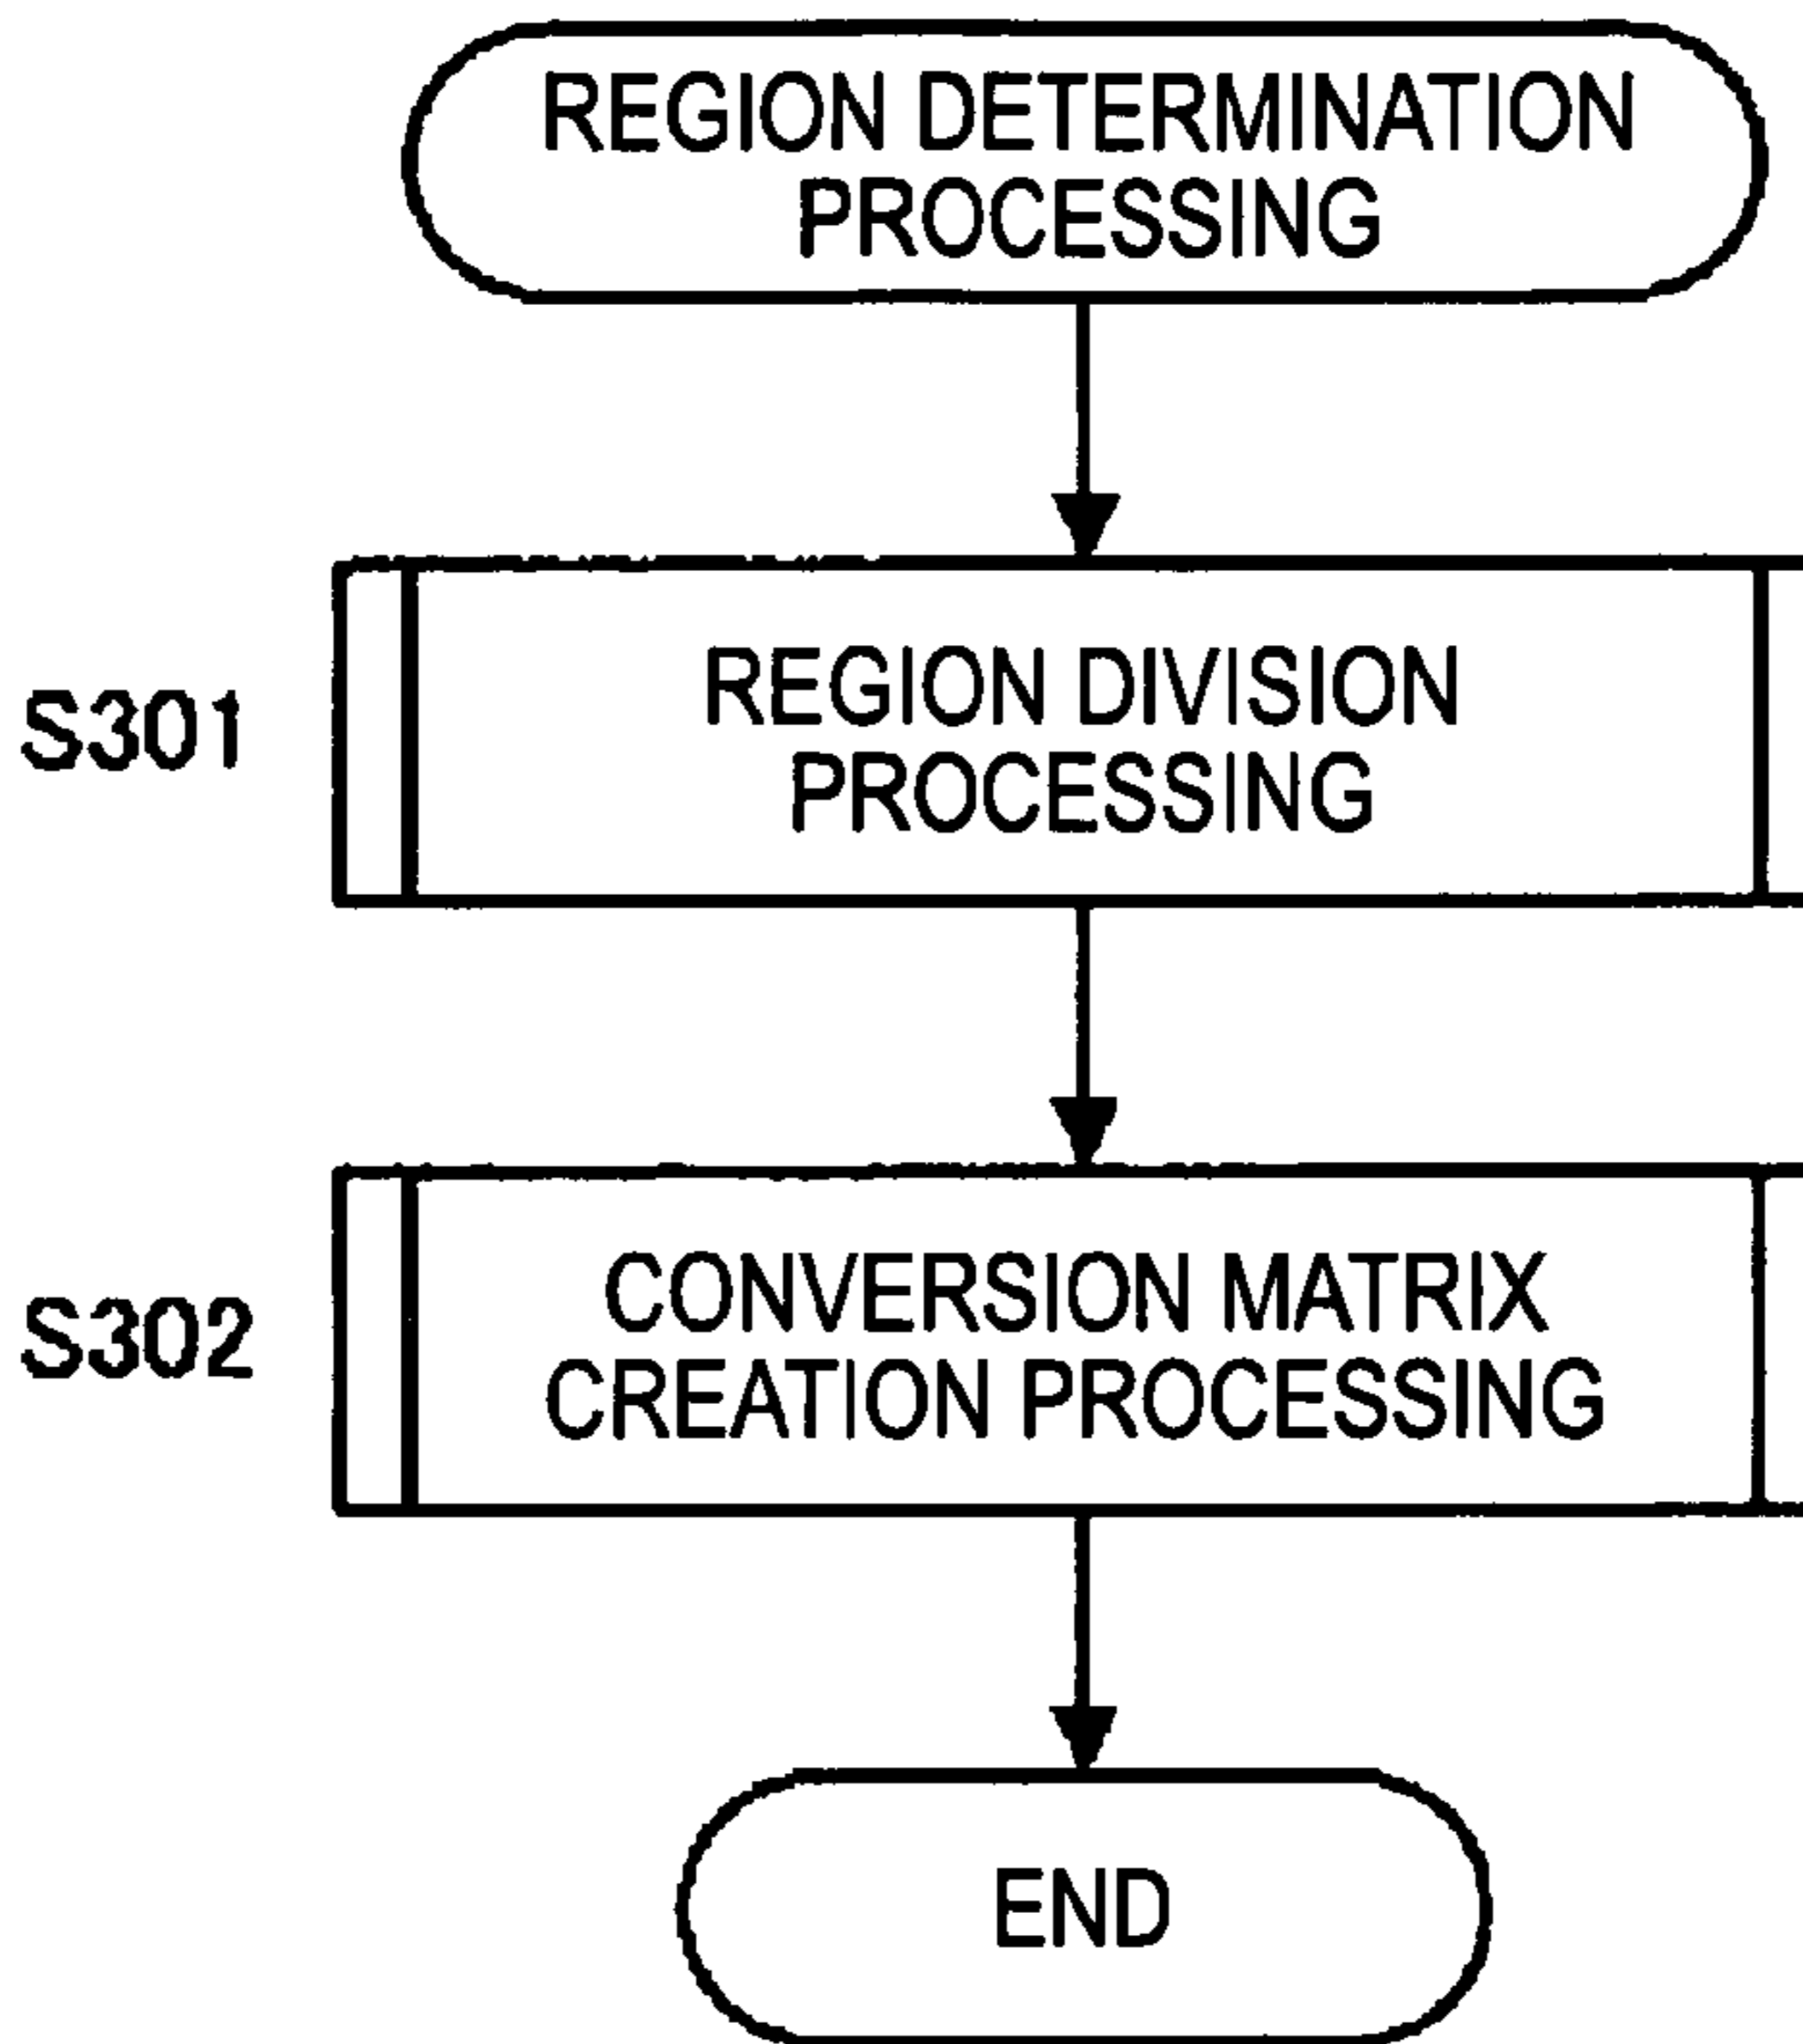 REGION DETERMINATION
PROCESSING
S301
REGION DIVISION
PROCESSING
S302
CONVERSION MATRIX
CREATION PROCESSING
END